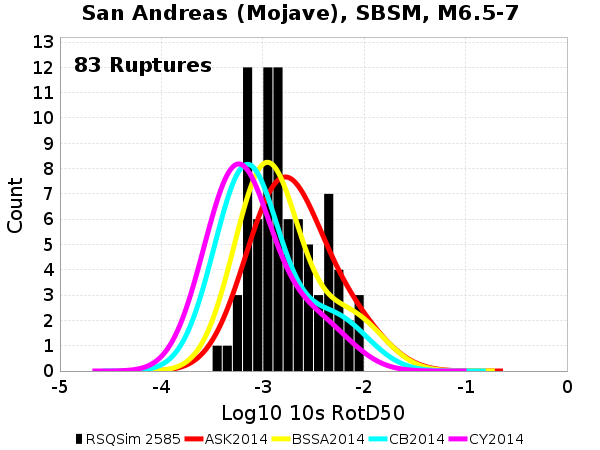 San Andreas (Mojave), SBSM, M6.5-7
83 Ruptures
Count
13
12
11
10
9
8
7
6
5
4
3
2
1
0
-5 -4 -3 -2 -1 0
Log10 10s RotD50
RSQSim 2585 ASK2014 BSSA2014 CB2014 CY2014